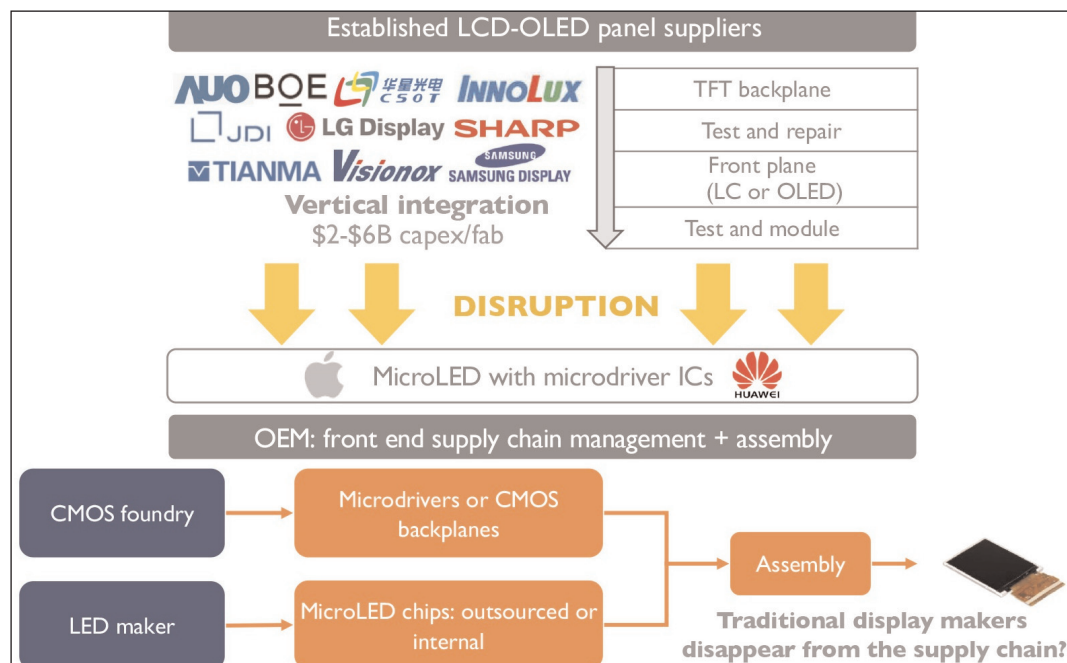 Established LCD-OLED panel suppliers
AUO BOE 华星光电 CSOT INNOLUX
JDI LG Display SHARP
TIANMA Visionox SAMSUNG SAMSUNG DISPLAY
Vertical integration
$2-$6B capex/fab
TFT backplane
Test and repair
Front plane
(LC or OLED)
Test and module
DISRUPTION
MicroLED with microdriver ICs HUAWEI
OEM: front end supply chain management + assembly
CMOS foundry
Microdrivers or CMOS
backplanes
LED maker
MicroLED chips: outsourced or
internal
Assembly
Traditional display makers
disappear from the supply chain?